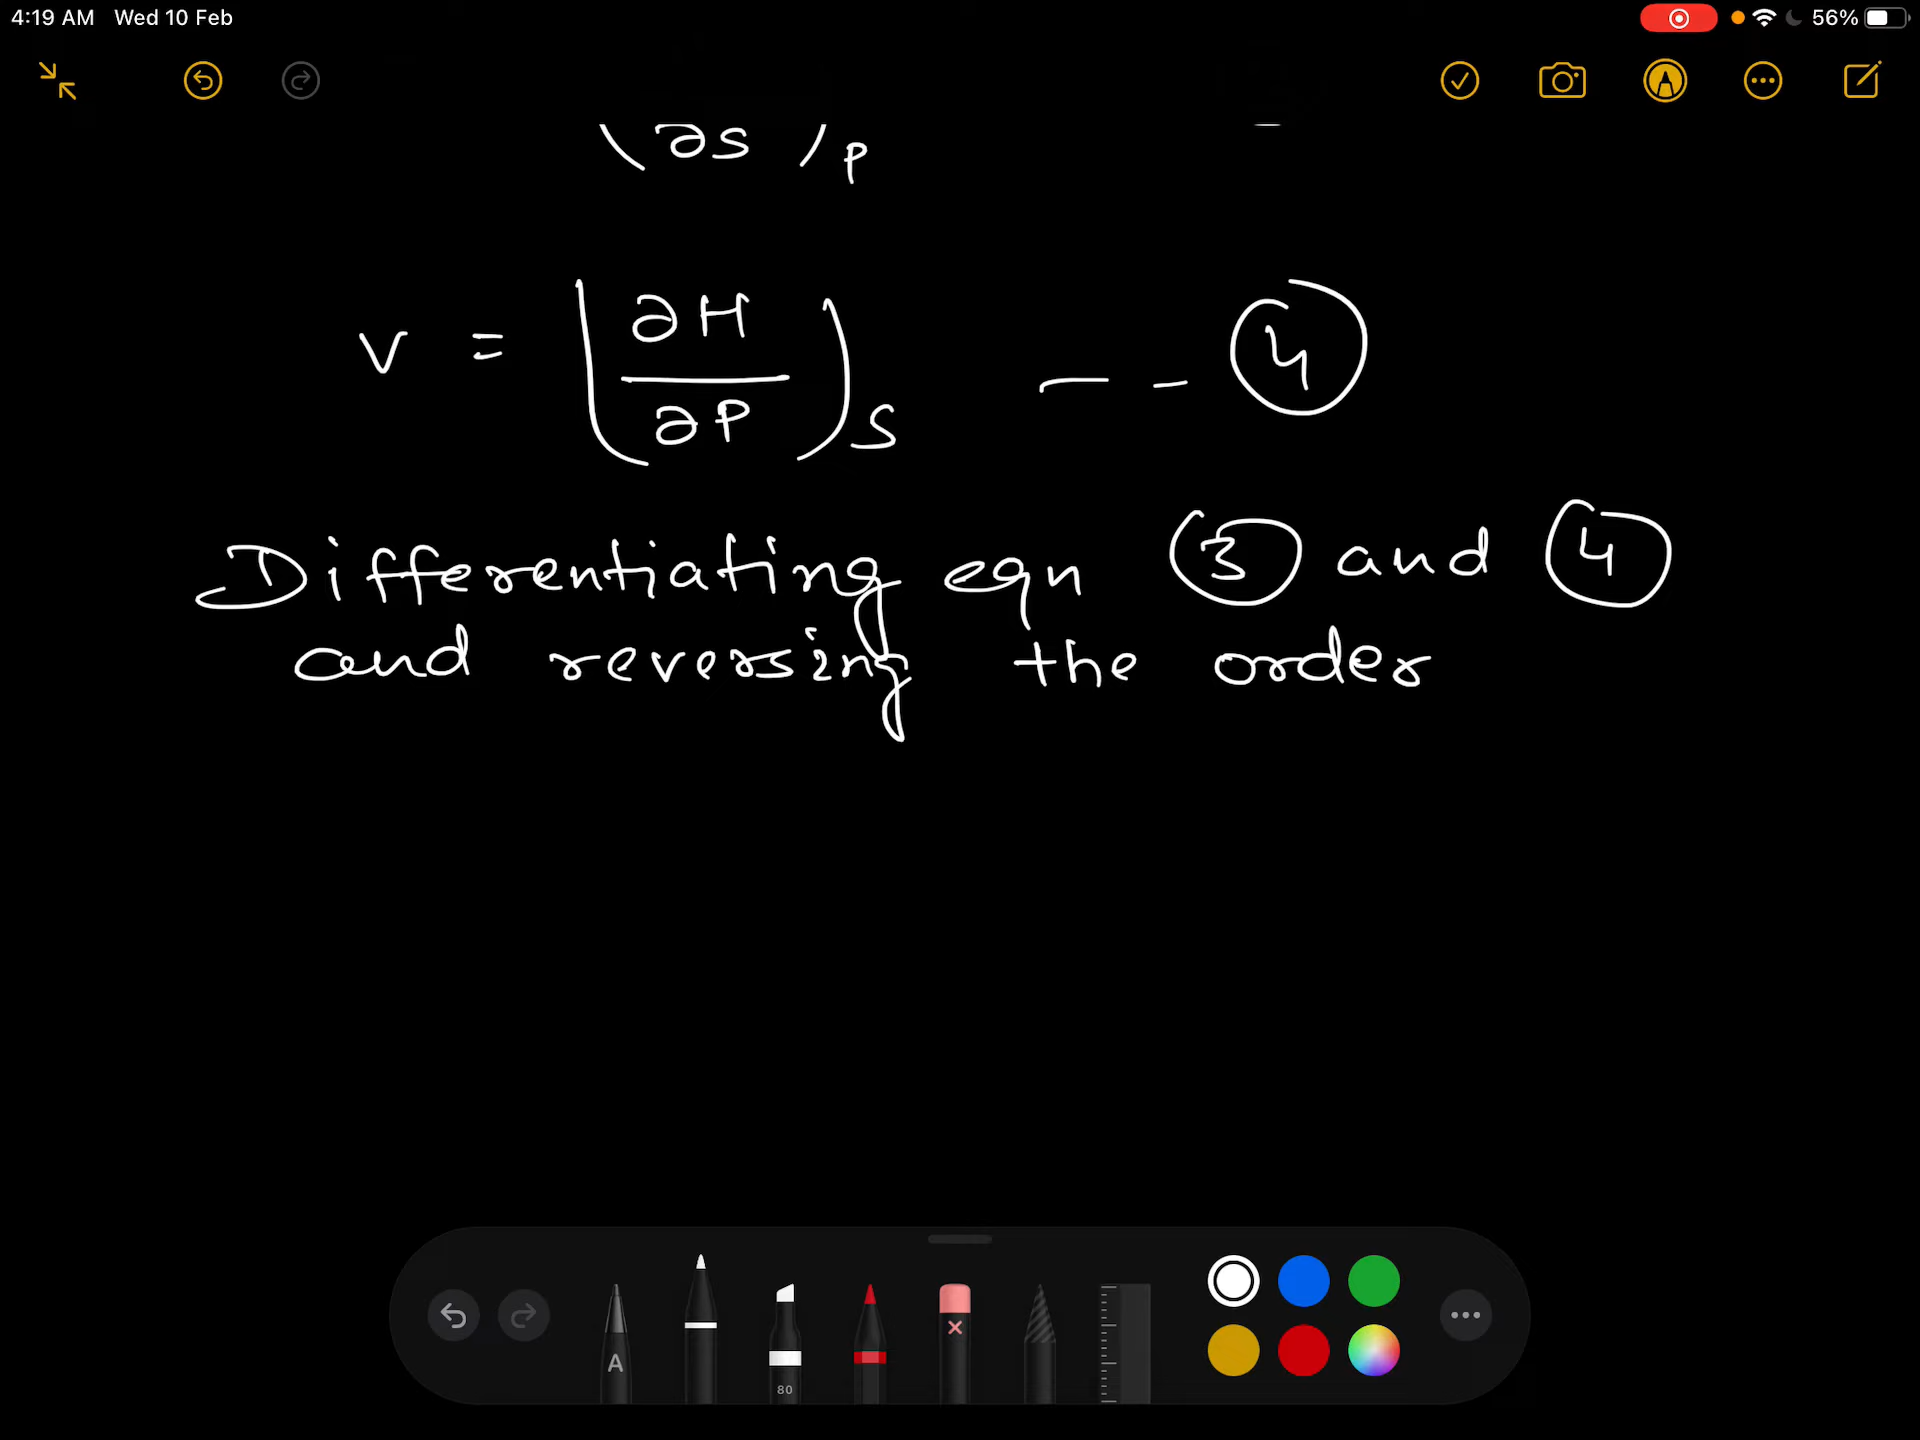 4:19 AM Wed 10 Feb 56%
(∂S)P
V = (∂H/∂P)S -- 4
Differentiating eqn 3 and 4
and reversing the order
A
80